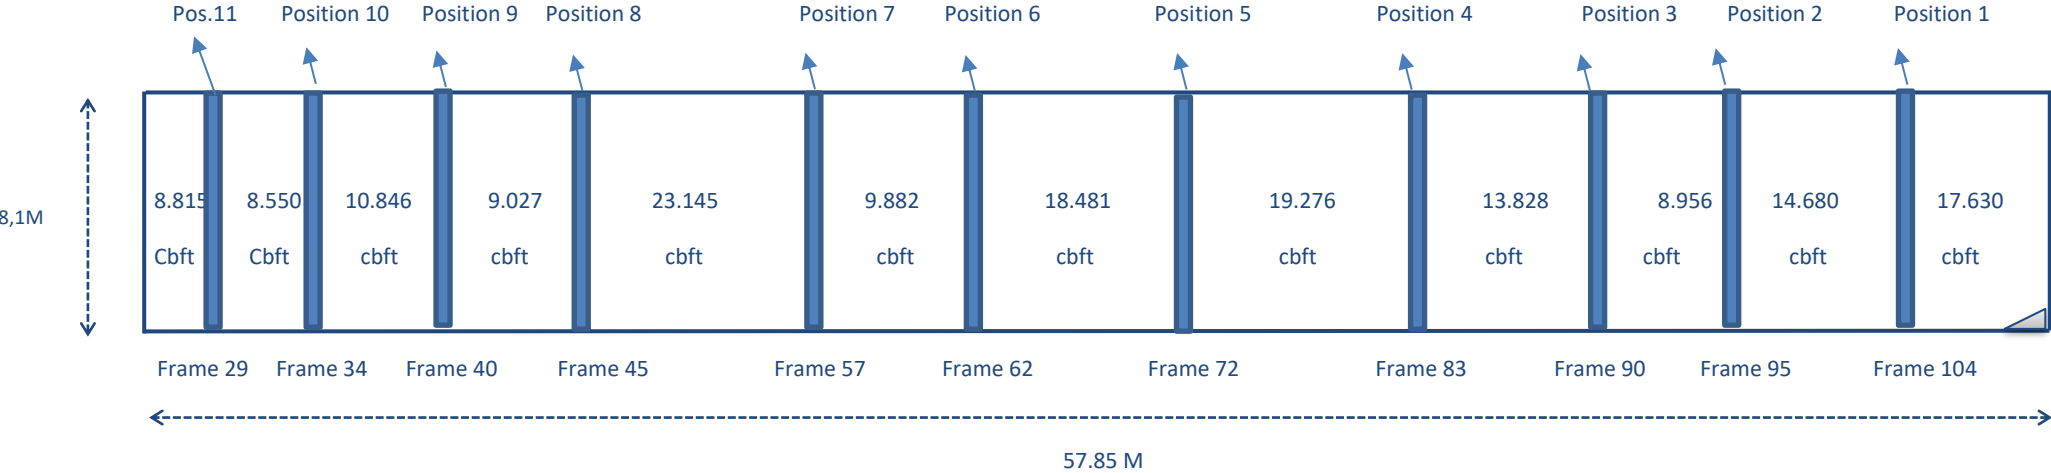 Pos.11 Position 10 Position 9 Position 8 Position 7 Position 6 Position 5 Position 4 Position 3 Position 2 Position 1
8.815 8.550 10.846 9.027 23.145 9.882 18.481 19.276 13.828 8.956 14.680 17.630
8,1M
Cbft Cbft cbft cbft cbft cbft cbft cbft cbft cbft cbft cbft
Frame 29 Frame 34 Frame 40 Frame 45 Frame 57 Frame 62 Frame 72 Frame 83 Frame 90 Frame 95 Frame 104
57.85 M